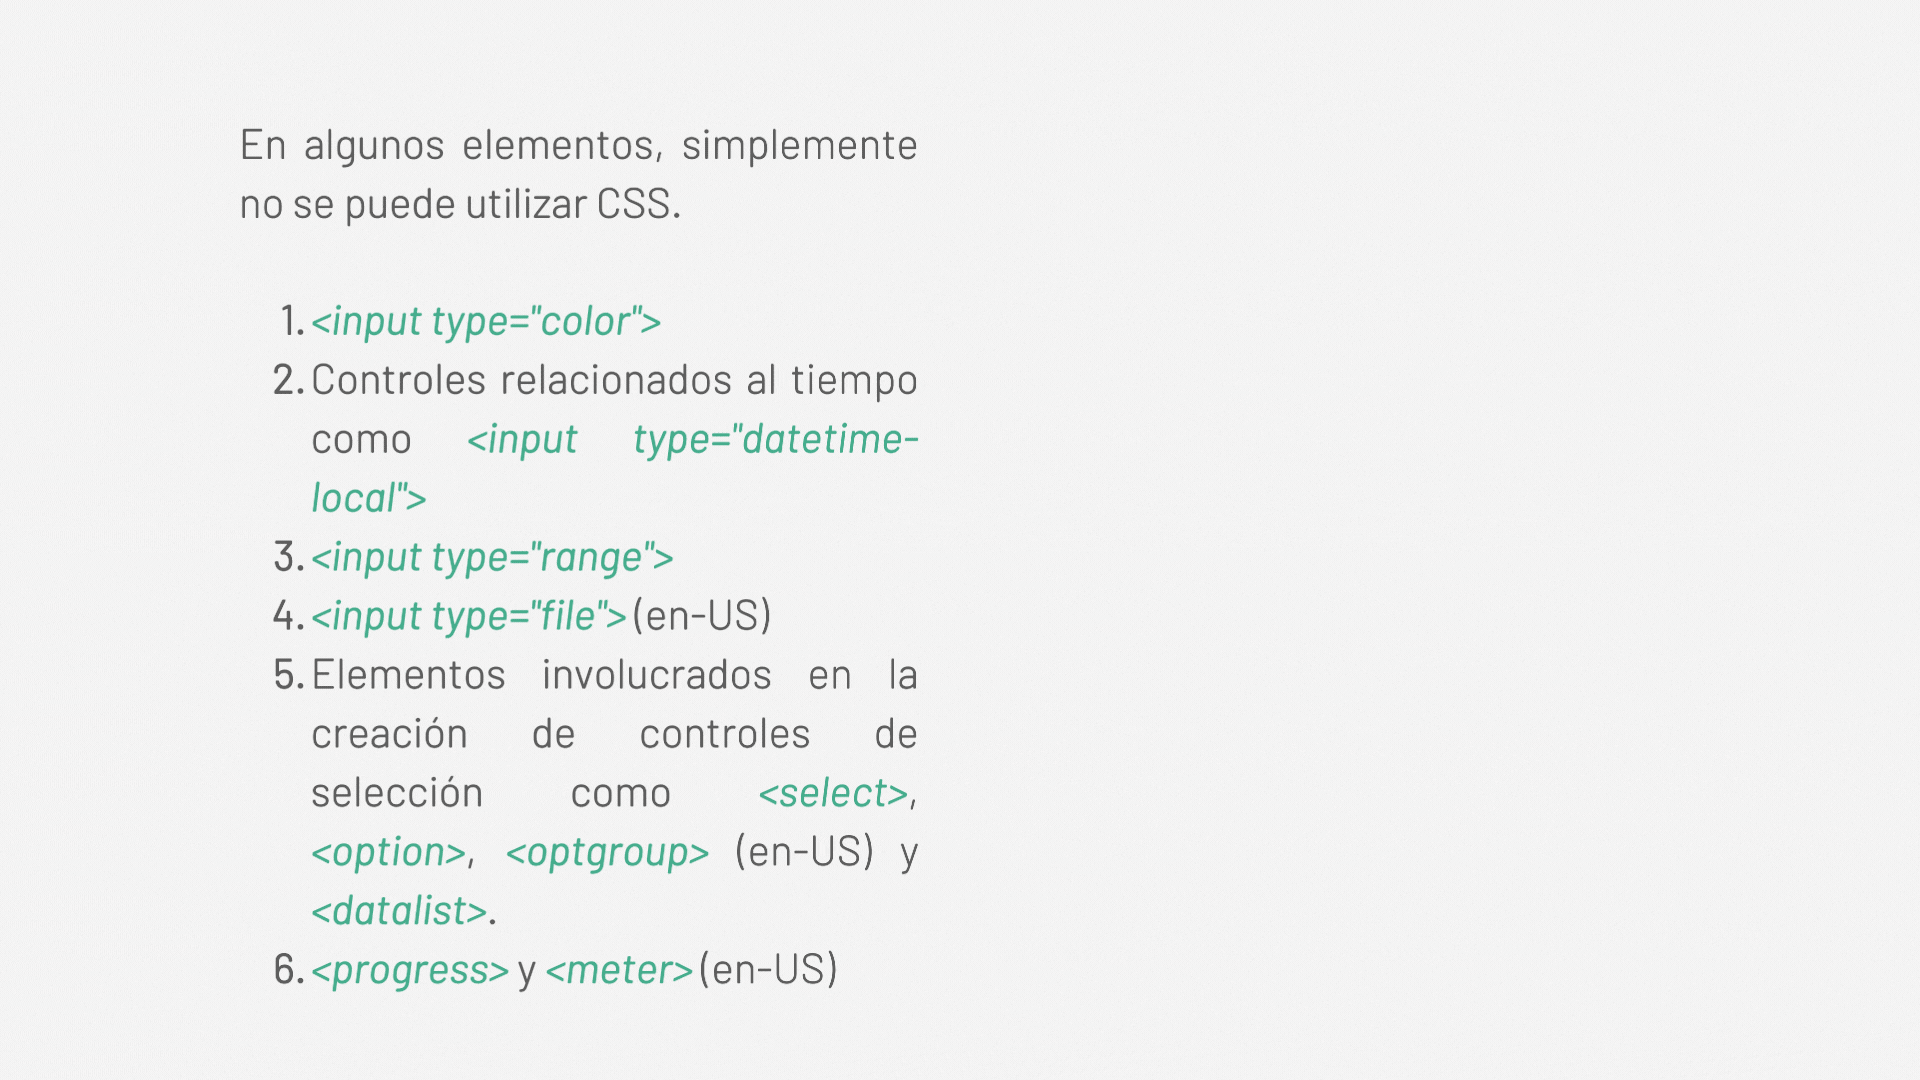 En algunos elementos, simplemente
no se puede utilizar CSS.
1. <input type="color">
2. Controles relacionados al tiempo
como <input type="datetime-
local">
3. <input type="range">
4. <input type="file"> (en-US)
5. Elementos involucrados en la
creación de controles de
selección como <select>,
<option>, <optgroup> (en-US) y
<datalist>.
6. <progress> y <meter> (en-US)